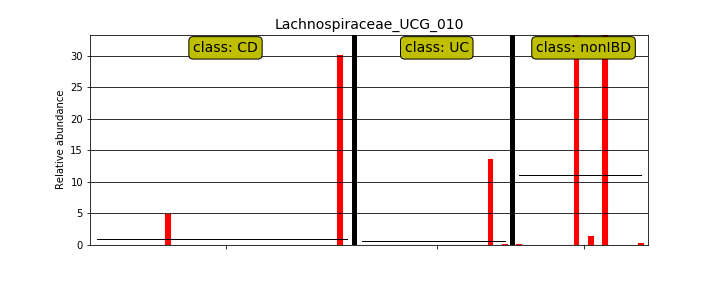 Lachnospiraceae_UCG_010
class: CD
class: UC
class: nonIBD
Relative abundance
30
25
20
15
10
5
0